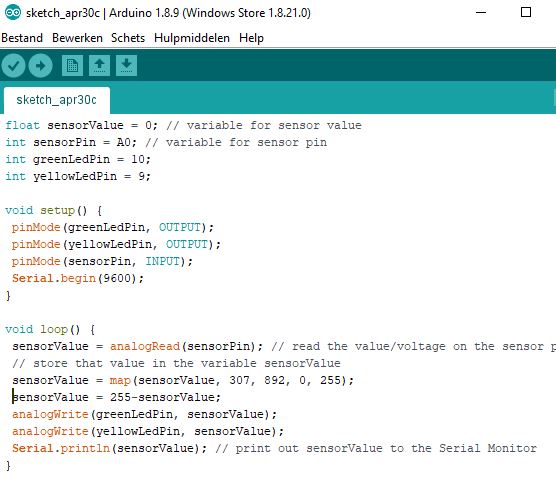 sketch_apr30c | Arduino 1.8.9 (Windows Store 1.8.21.0)
Bestand Bewerken Schets Hulpmiddelen Help
sketch_apr30c
float sensorValue = 0; // variable for sensor value
int sensorPin = A0; // variable for sensor pin
int greenLedPin = 10;
int yellowLedPin = 9;
void setup() {
pinMode(greenLedPin, OUTPUT);
pinMode(yellowLedPin, OUTPUT);
pinMode(sensorPin, INPUT);
Serial.begin(9600);
}
void loop() {
sensorValue = analogRead(sensorPin); // read the value/voltage on the sensor p
// store that value in the variable sensorValue
sensorValue = map(sensorValue, 307, 892, 0, 255);
sensorValue = 255-sensorValue;
analogWrite(greenLedPin, sensorValue);
analogWrite(yellowLedPin, sensorValue);
Serial.println(sensorValue); // print out sensorValue to the Serial Monitor
}